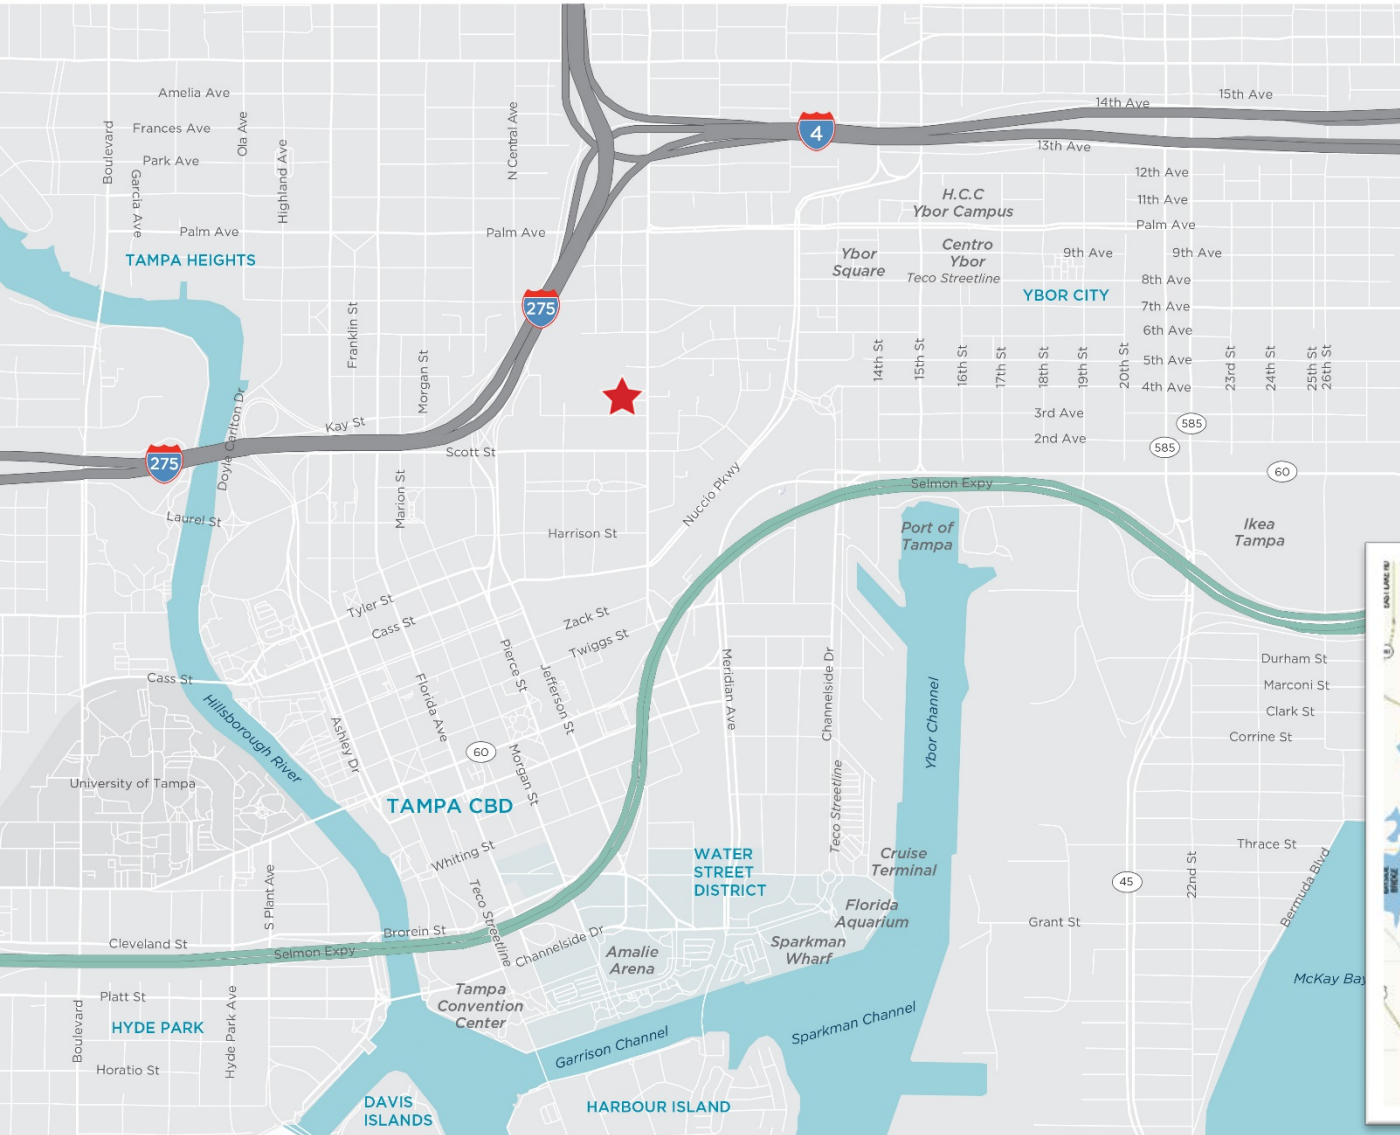 Amelia Ave
Frances Ave
Park Ave
Boulevard
Garcia Ave
Ola Ave
Highland Ave
N Central Ave
Palm Ave
Palm Ave
TAMPA HEIGHTS
4
14th Ave
15th Ave
13th Ave
12th Ave
11th Ave
Palm Ave
H.C.C
Ybor Campus
Ybor
Square
Centro
Ybor
Teco Streetline
9th Ave
9th Ave
8th Ave
YBOR CITY
7th Ave
6th Ave
5th Ave
4th Ave
275
Franklin St
Morgan St
14th St
15th St
16th St
17th St
18th St
19th St
20th St
23rd St
24th St
25th St
26th St
3rd Ave
2nd Ave
585
585
60
Kay St
Doyle Carlton Dr
275
Scott St
Marion St
Laurel St
Nuccio Pkwy
Selmon Expy
Harrison St
Port of
Tampa
Ikea
Tampa
Tyler St
Cass St
Zack St
Twiggs St
Cass St
Pierce St
Jefferson St
Meridian Ave
Channelside Dr
Ybor Channel
Durham St
Marconi St
Clark St
Corrine St
Hillsborough River
Ashley Dr
Florida Ave
60
Morgan St
University of Tampa
TAMPA CBD
Teco Streetline
Whiting St
WATER
STREET
DISTRICT
Cruise
Terminal
Thrace St
45
22nd St
Bermuda Blvd
S Plant Ave
Teco Streetline
Florida
Aquarium
Grant St
Cleveland St
Brorein St
Selmon Expy
Channelside Dr
Amalie
Arena
Sparkman
Wharf
McKay Bay
Platt St
Tampa
Convention
Center
HYDE PARK
Boulevard
Hyde Park Ave
Garrison Channel
Sparkman Channel
Horatio St
DAVIS
ISLANDS
HARBOUR ISLAND